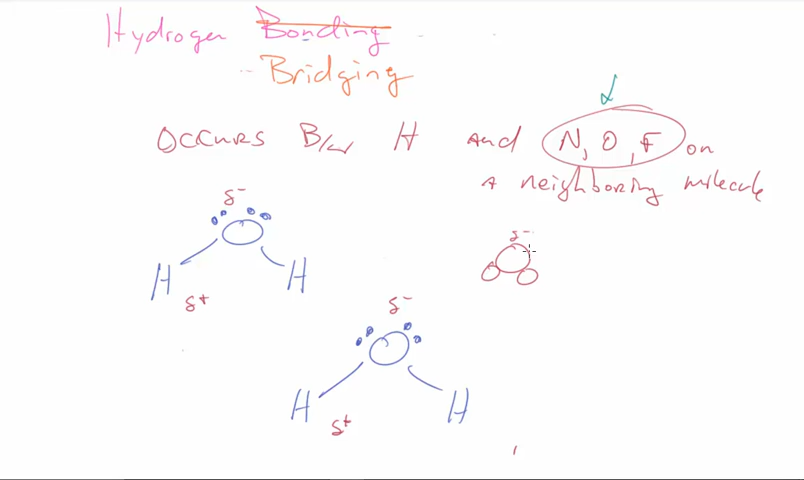 Hydrogen Bonding
Bridging
Occurs B/w H and N, O, F on
a neighboring molecule
δ-
H H
δ+
δ-
δ-
H H
δ+